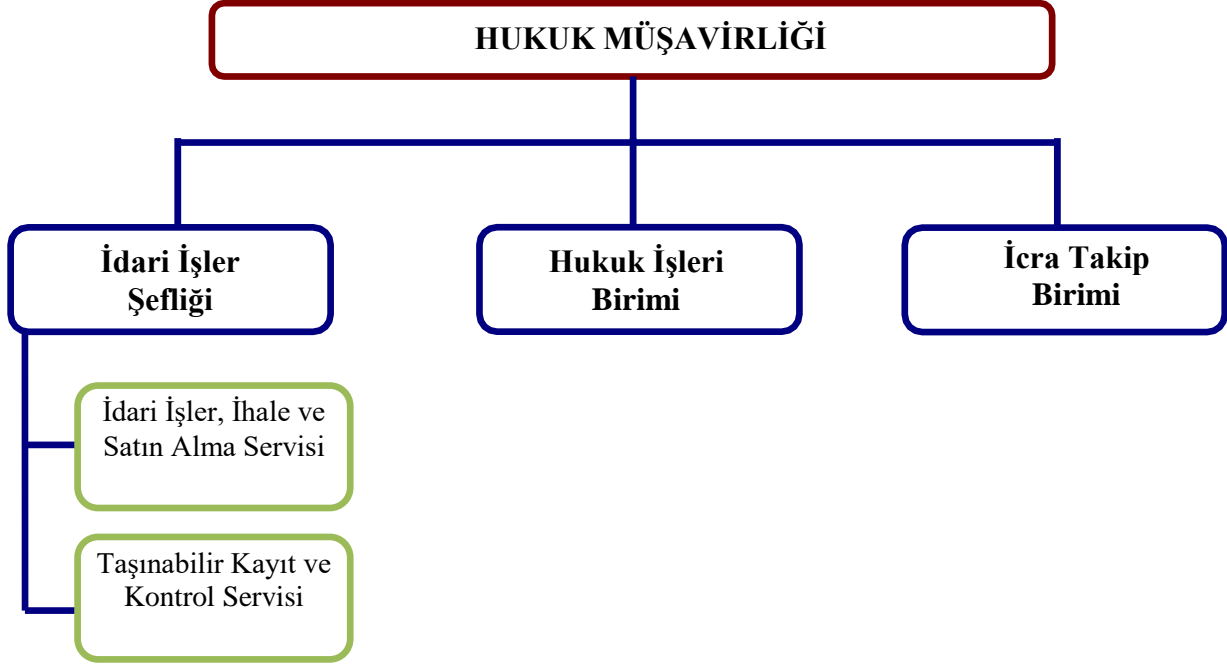 HUKUK MÜŞAVİRLİĞİ
İdari İşler
Şefliği
Hukuk İşleri
Birimi
İcra Takip
Birimi
İdari İşler, İhale ve
Satın Alma Servisi
Taşınabilir Kayıt ve
Kontrol Servisi